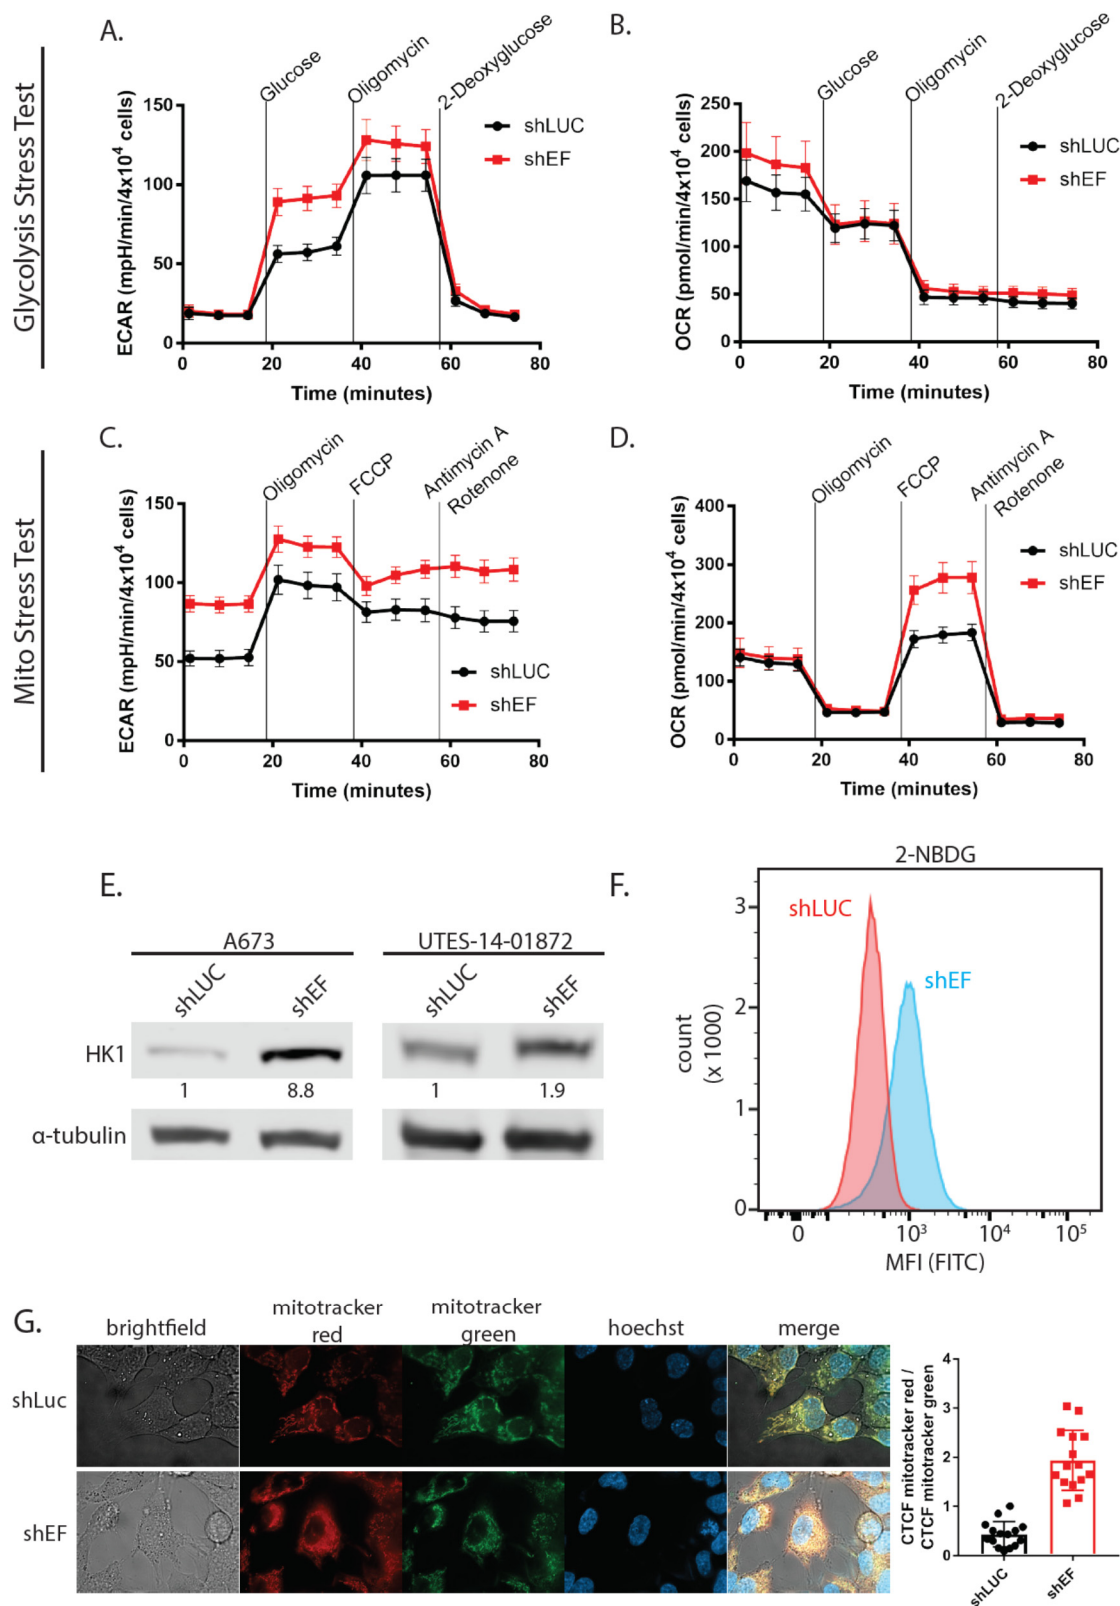 Glycolysis Stress Test
A.
Glucose
Oligomycin
2-Deoxyglucose
ECAR (mpH/min/4x10⁴ cells)
150
100
50
0
0 20 40 60 80
Time (minutes)
shLUC
shEF
B.
Glucose
Oligomycin
2-Deoxyglucose
OCR (pmol/min/4x10⁴ cells)
250
200
150
100
50
0
0 20 40 60 80
Time (minutes)
shLUC
shEF
Mito Stress Test
C.
Oligomycin
FCCP
Antimycin A
Rotenone
ECAR (mpH/min/4x10⁴ cells)
150
100
50
0
0 20 40 60 80
Time (minutes)
shLUC
shEF
D.
Oligomycin
FCCP
Antimycin A
Rotenone
OCR (pmol/min/4x10⁴ cells)
400
300
200
100
0
0 20 40 60 80
Time (minutes)
shLUC
shEF
E.
A673
UTES-14-01872
shLUC shEF shLUC shEF
HK1
1 8.8 1 1.9
α-tubulin
F.
2-NBDG
shLUC
shEF
count
(x 1000)
3
2
1
0
0 10³ 10⁴ 10⁵
MFI (FITC)
G.
brightfield
mitotracker
red
mitotracker
green
hoechst
merge
shLuc
shEF
CTCF mitotracker red /
CTCF mitotracker green
4
3
2
1
0
shLUC
shEF